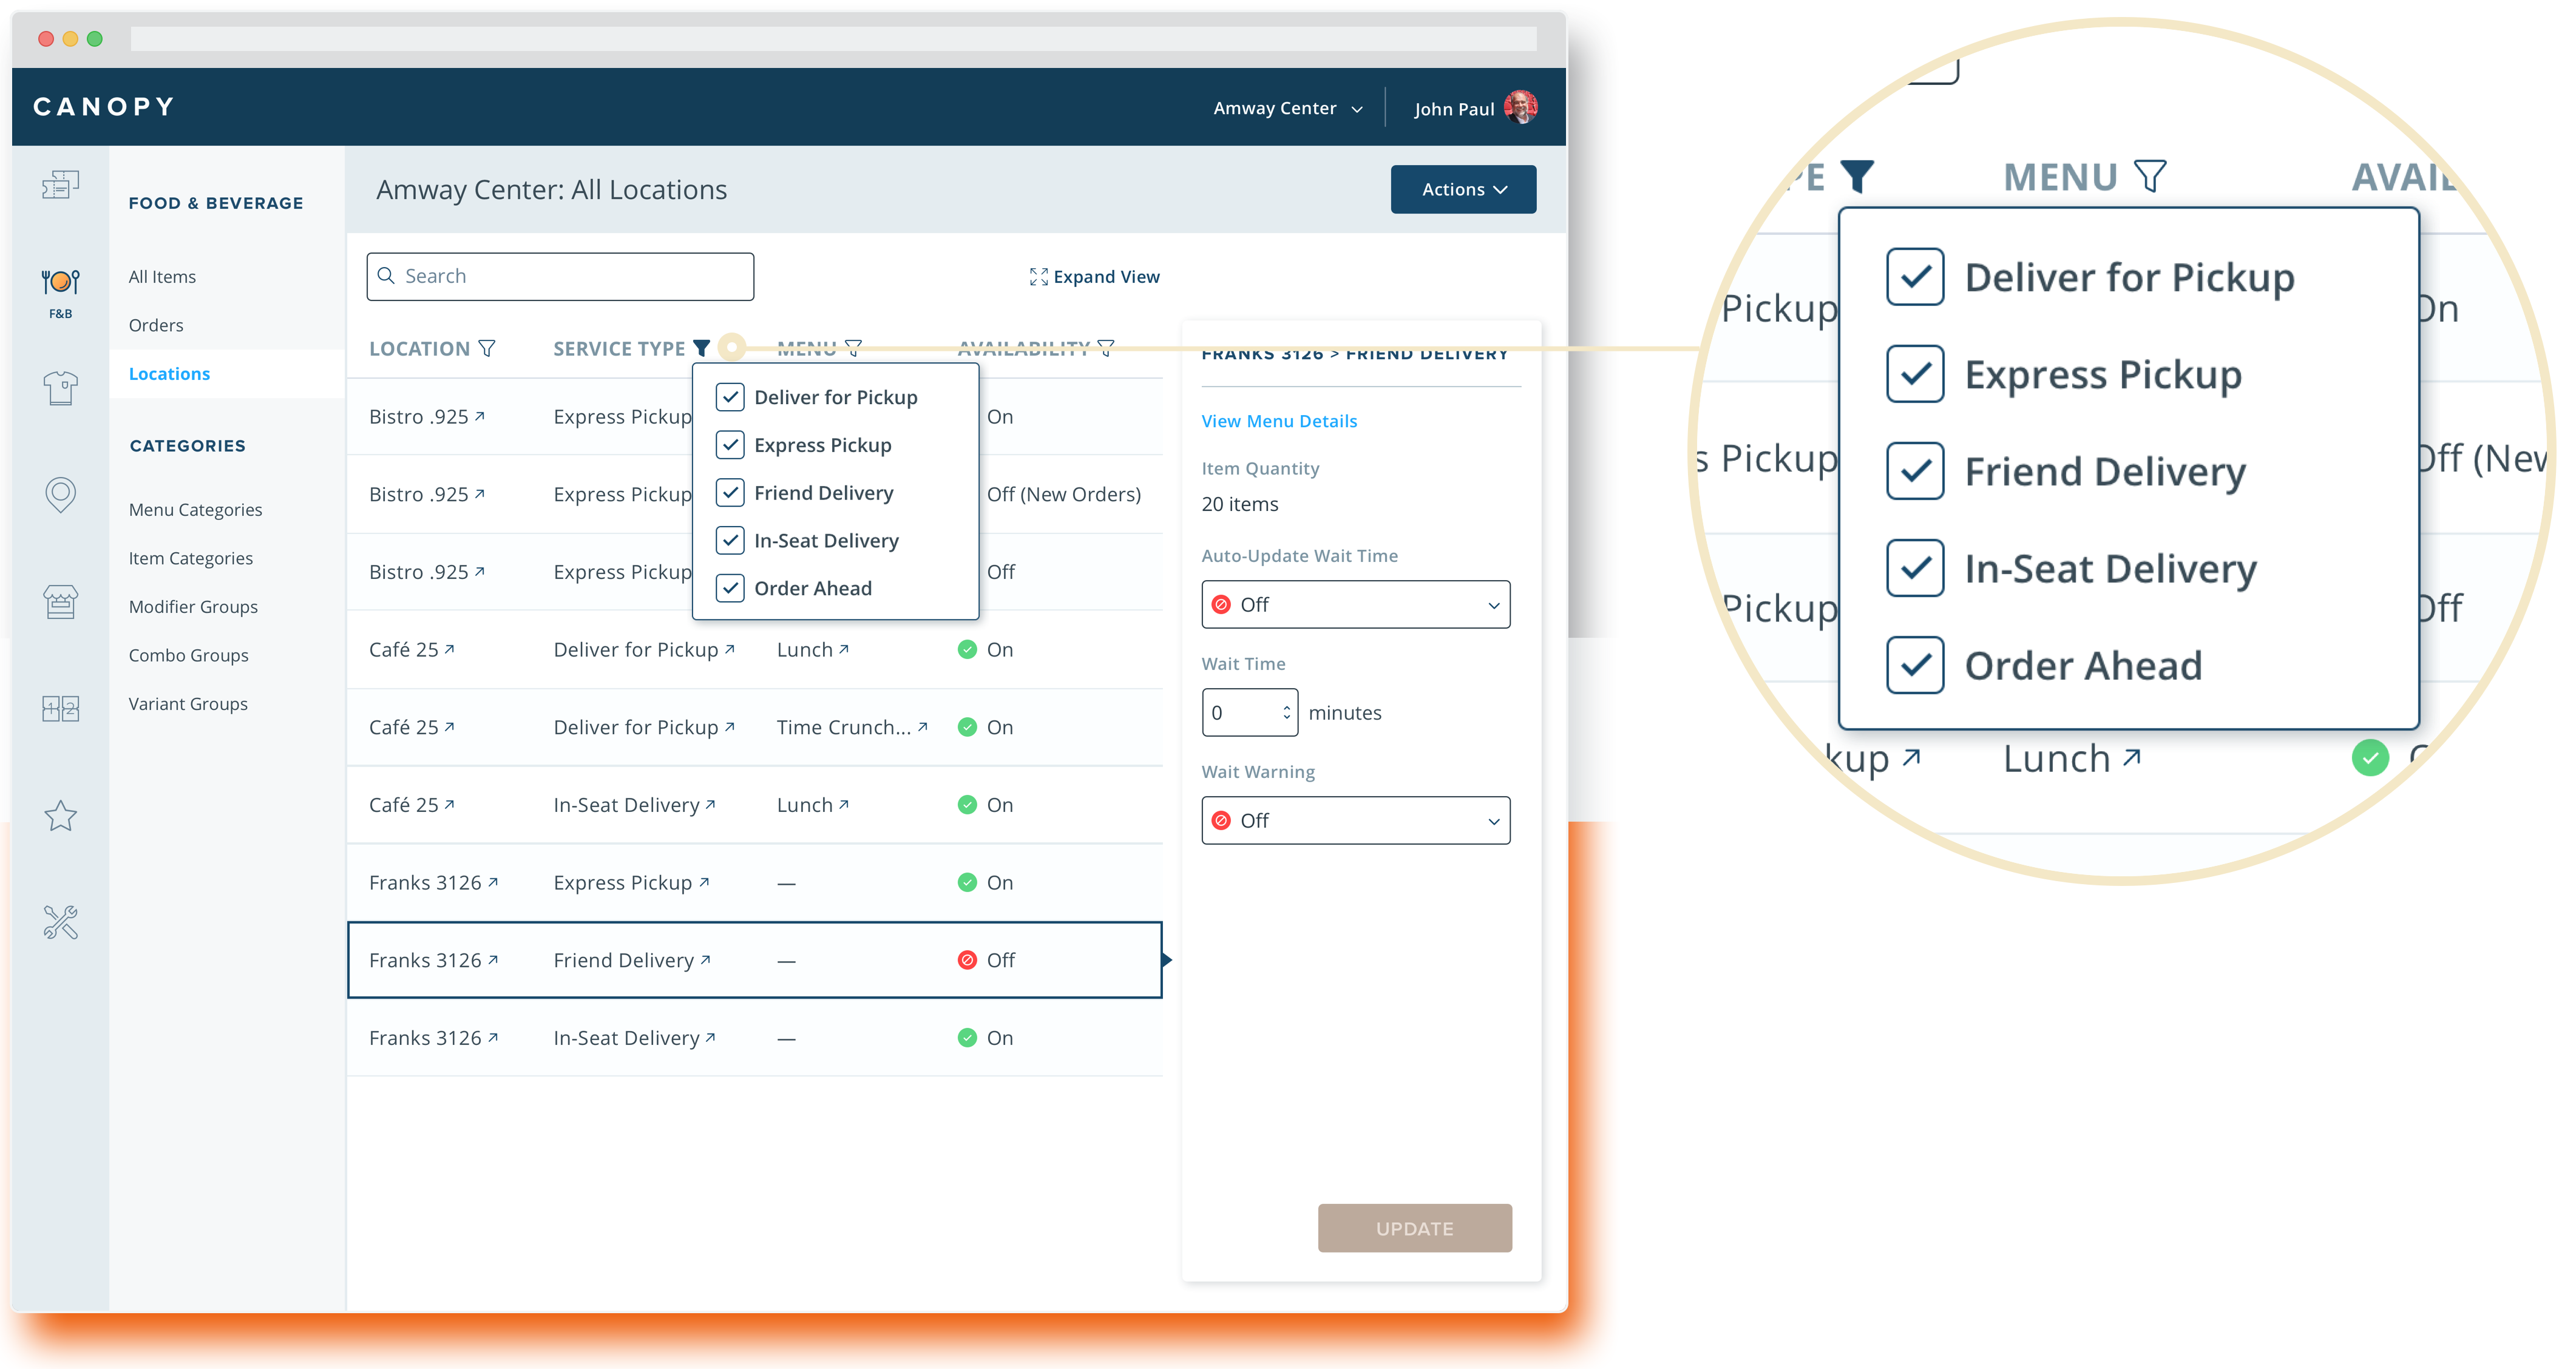 CANOPY
Amway Center
John Paul
FOOD & BEVERAGE
All Items
Orders
Locations
CATEGORIES
Menu Categories
Item Categories
Modifier Groups
Combo Groups
Variant Groups
F&B
1 2
Amway Center: All Locations
Actions
Search
Expand View
LOCATION SERVICE TYPE MENU AVAILABILITY
Bistro .925 Express Pickup On
Bistro .925 Express Pickup Off (New Orders)
Bistro .925 Express Pickup Off
Café 25 Deliver for Pickup Lunch On
Café 25 Deliver for Pickup Time Crunch... On
Café 25 In-Seat Delivery Lunch On
Franks 3126 Express Pickup — On
Franks 3126 Friend Delivery — Off
Franks 3126 In-Seat Delivery — On
Deliver for Pickup
Express Pickup
Friend Delivery
In-Seat Delivery
Order Ahead
FRANKS 3126 > FRIEND DELIVERY
View Menu Details
Item Quantity
20 items
Auto-Update Wait Time
Off
Wait Time
0 minutes
Wait Warning
Off
UPDATE
PE MENU AVAIL
Deliver for Pickup
Pickup On
Express Pickup
s Pickup Off (New
Friend Delivery
In-Seat Delivery
Pickup Off
Order Ahead
kup Lunch